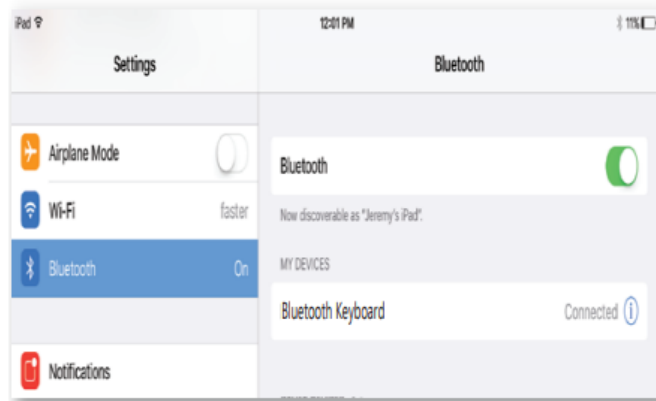 iPad 12:01 PM 11%
Settings Bluetooth
Airplane Mode
Wi-Fi faster
Bluetooth On
Notifications
Bluetooth
Now discoverable as "Jeremy's iPad".
MY DEVICES
Bluetooth Keyboard Connected